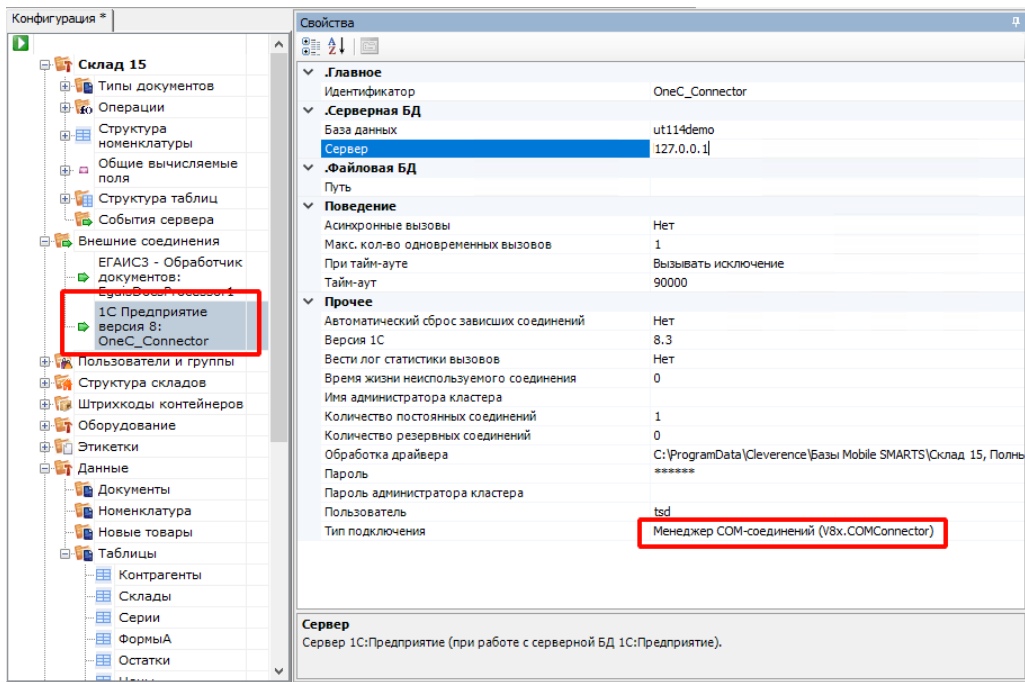 Конфигурация *
Склад 15
Типы документов
Операции
Структура
номенклатуры
Общие вычисляемые
поля
Структура таблиц
События сервера
Внешние соединения
ЕГАИС3 - Обработчик
документов:
EgaisDocsProcessor1
1С Предприятие
версия 8:
OneC_Connector
Пользователи и группы
Структура складов
Штрихкоды контейнеров
Оборудование
Этикетки
Данные
Документы
Номенклатура
Новые товары
Таблицы
Контрагенты
Склады
Серии
ФормыА
Остатки
Свойства
.Главное
Идентификатор OneC_Connector
.Серверная БД
База данных ut114demo
Сервер 127.0.0.1
.Файловая БД
Путь
Поведение
Асинхронные вызовы Нет
Макс. кол-во одновременных вызовов 1
При тайм-ауте Вызывать исключение
Тайм-аут 90000
Прочее
Автоматический сброс зависших соединений Нет
Версия 1С 8.3
Вести лог статистики вызовов Нет
Время жизни неиспользуемого соединения 0
Имя администратора кластера
Количество постоянных соединений 1
Количество резервных соединений 0
Обработка драйвера C:\ProgramData\Cleverence\Базы Mobile SMARTS\Склад 15, Полны
Пароль ******
Пароль администратора кластера
Пользователь tsd
Тип подключения Менеджер COM-соединений (V8x.COMConnector)
Сервер
Сервер 1С:Предприятие (при работе с серверной БД 1С:Предприятие).